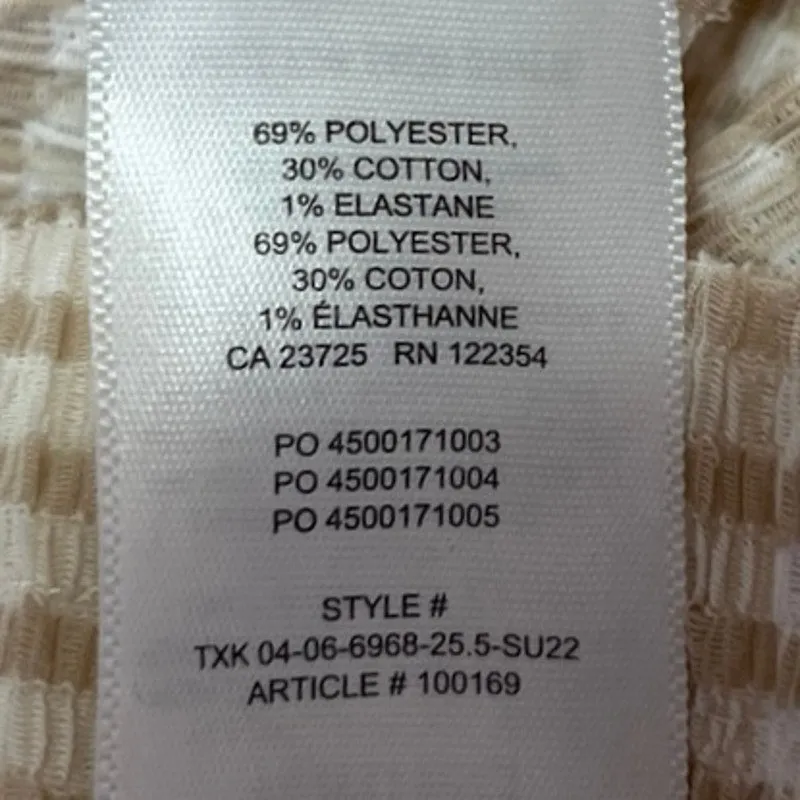 69% POLYESTER,
30% COTTON,
1% ELASTANE
69% POLYESTER,
30% COTON,
1% ÉLASTHANNE
CA 23725 RN 122354
PO 4500171003
PO 4500171004
PO 4500171005
STYLE #
TXK 04-06-6968-25.5-SU22
ARTICLE # 100169